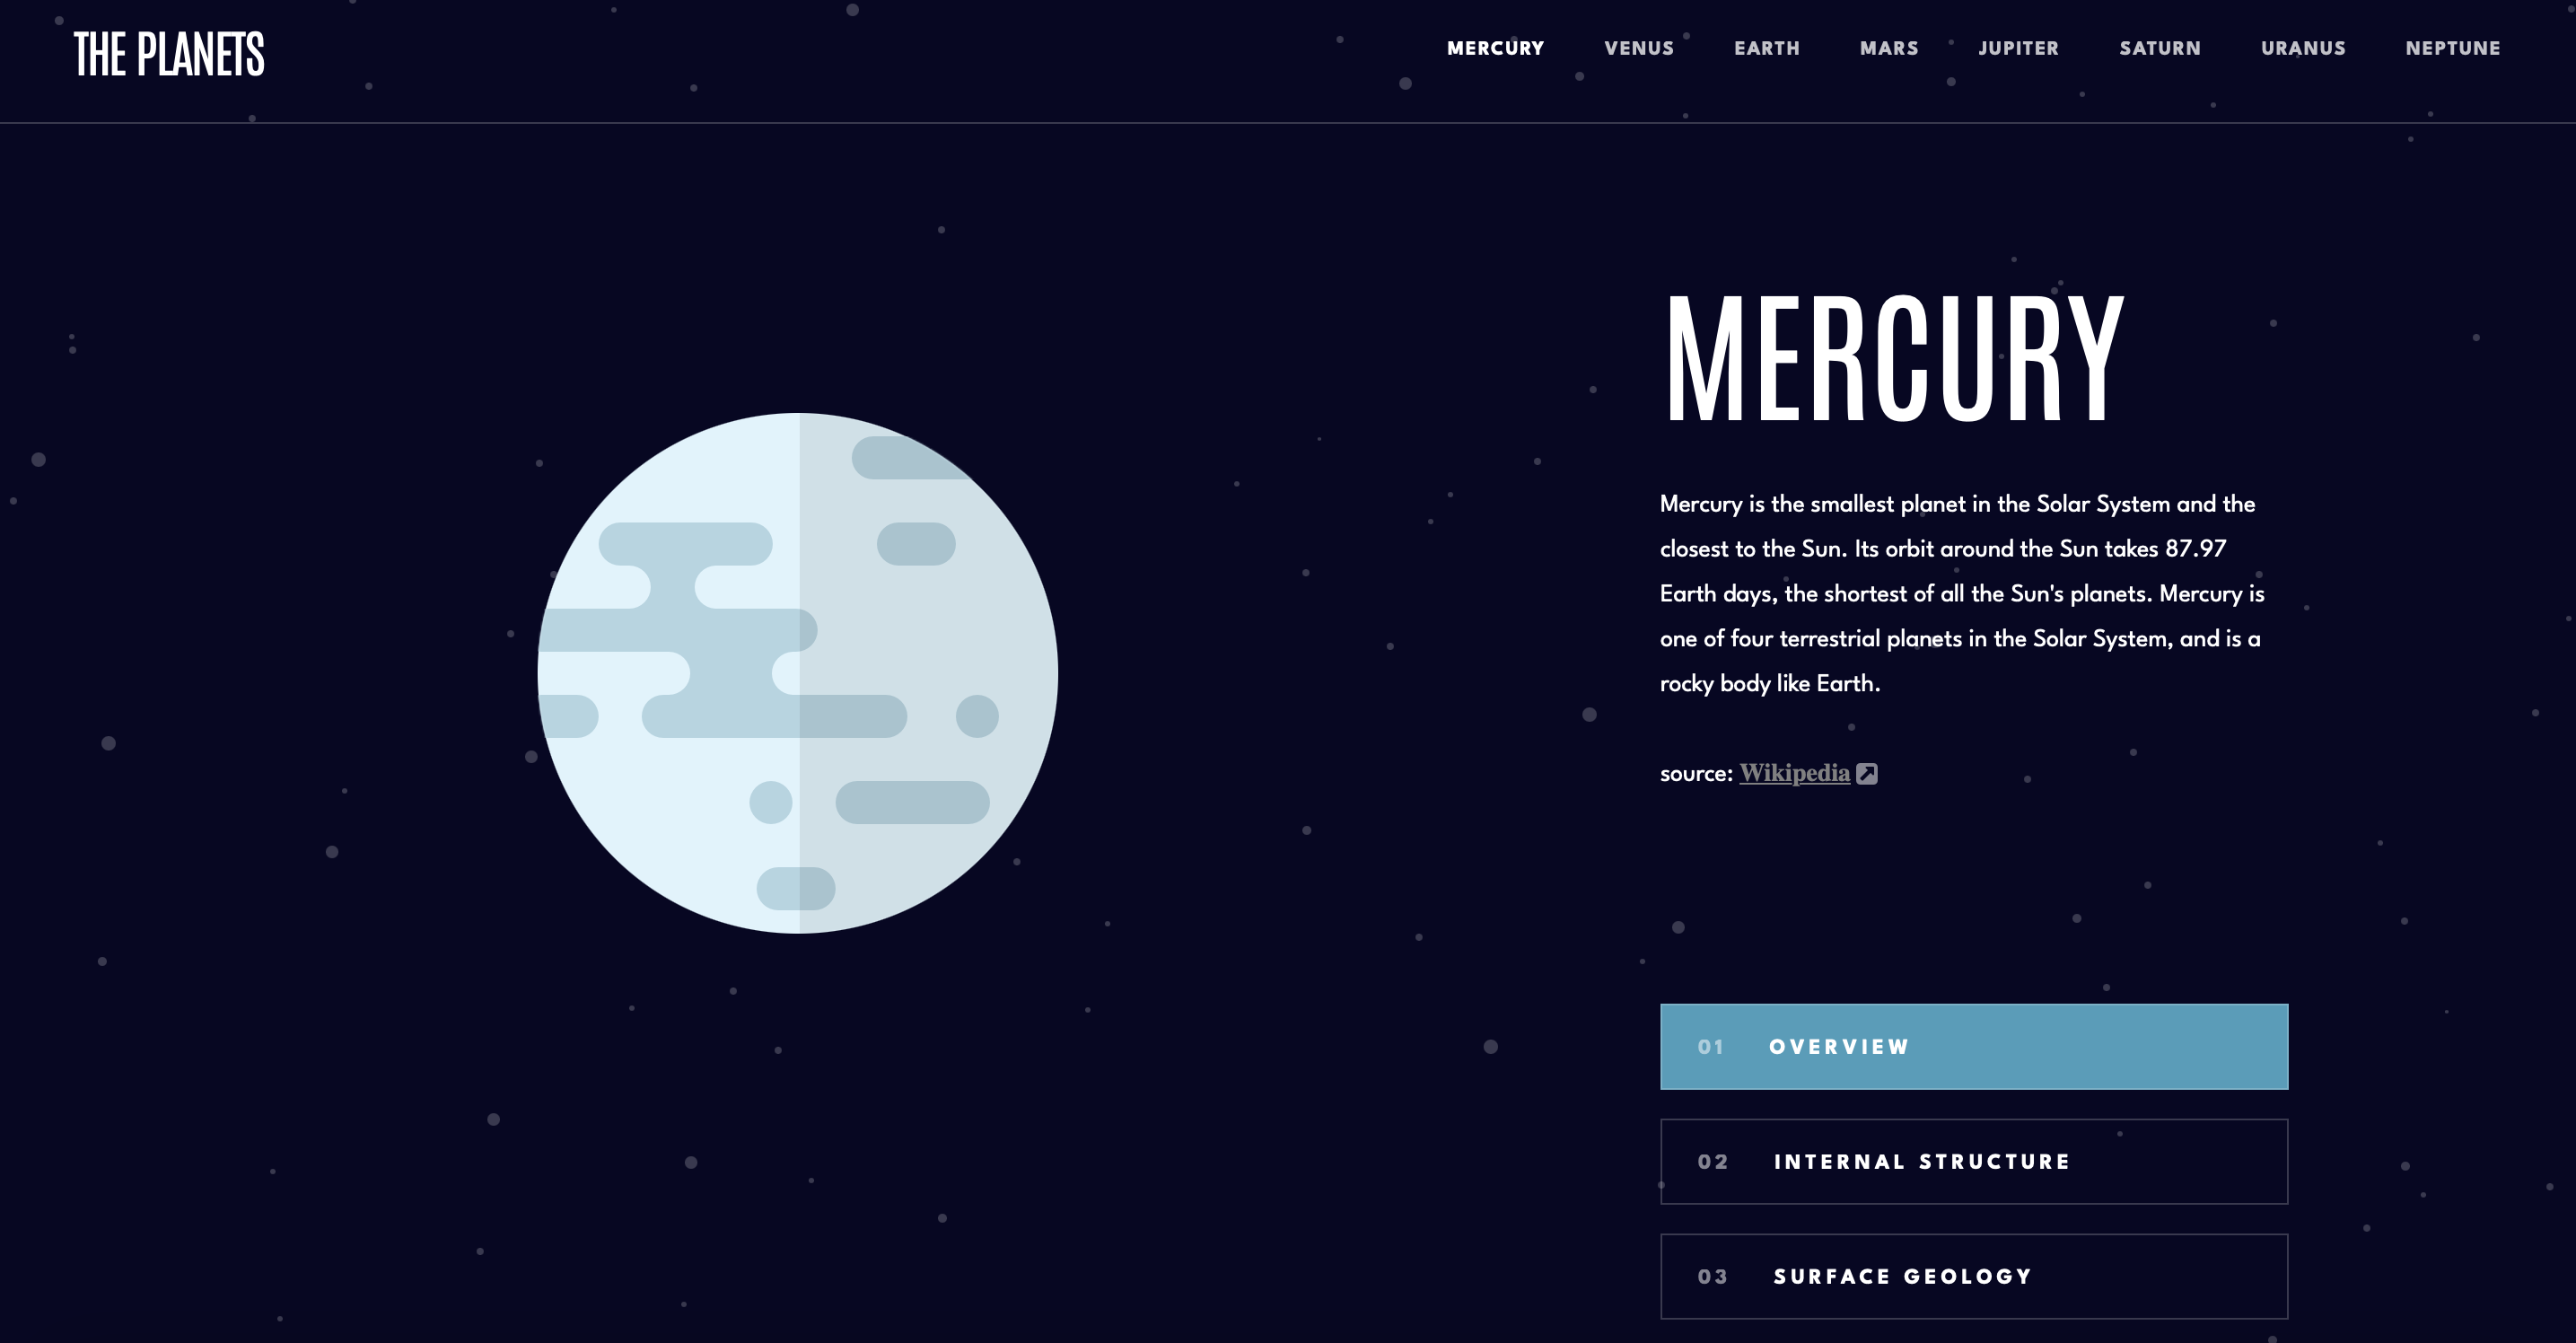 THE PLANETS
MERCURY VENUS EARTH MARS JUPITER SATURN URANUS NEPTUNE
MERCURY
Mercury is the smallest planet in the Solar System and the
closest to the Sun. Its orbit around the Sun takes 87.97
Earth days, the shortest of all the Sun's planets. Mercury is
one of four terrestrial planets in the Solar System, and is a
rocky body like Earth.
source: Wikipedia
01 OVERVIEW
02 INTERNAL STRUCTURE
03 SURFACE GEOLOGY